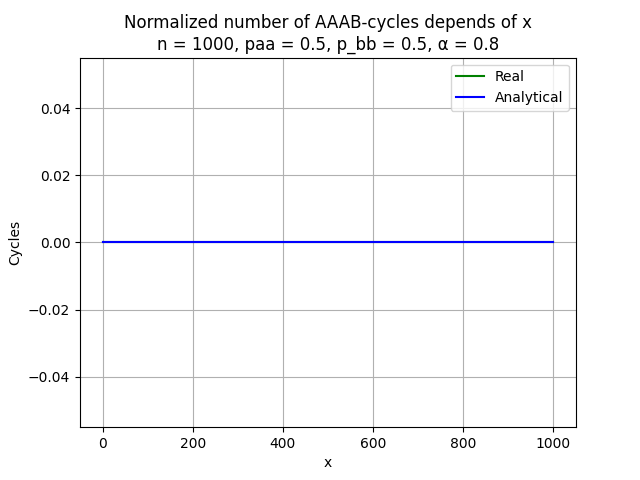 Normalized number of AAAB-cycles depends of x
n = 1000, paa = 0.5, p_bb = 0.5, α = 0.8
Real
Analytical
0.04
0.02
0.00
−0.02
−0.04
Cycles
0 200 400 600 800 1000
x